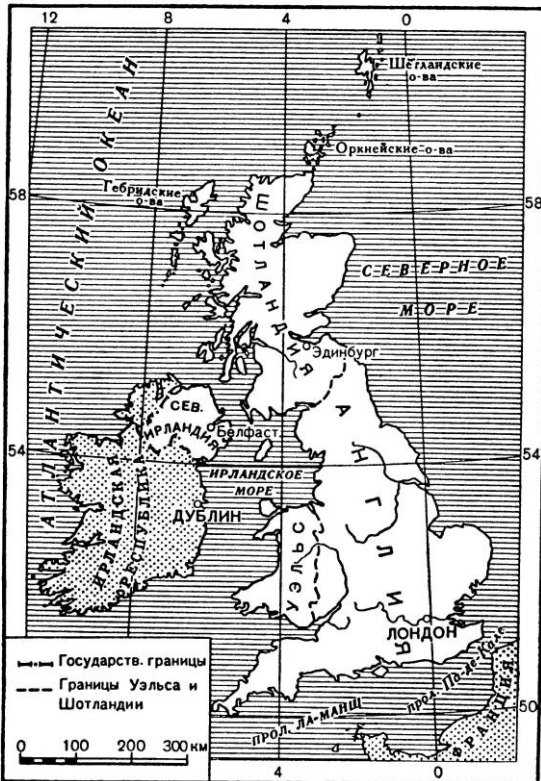 12 8 4 0
Шетландские
о-ва
Оркнейские о-ва
58
Гебридские
о-ва
58
АТЛАНТИЧЕСКИЙ ОКЕАН
ШОТЛАНДИЯ
СЕВЕРНОЕ
МОРЕ
Эдинбург
СЕВ.
ИРЛАНДИЯ
Белфаст
54
54
ИРЛАНДСКОЕ
МОРЕ
АНГЛИЯ
ИРЛАНДСКАЯ
РЕСПУБЛИКА
ДУБЛИН
УЭЛЬС
ЛОНДОН
прол. Па-де-Кале
ПРОЛ. ЛА-МАНШ
ФРАНЦИЯ
50
Государств. границы
Границы Уэльса и
Шотландии
0 100 200 300 км
4 0